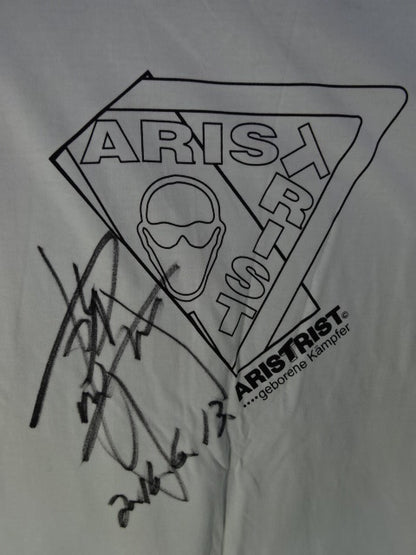 ARIS
TRIST
ARISTRIST©
....geborene Kämpfer
2016.6.13